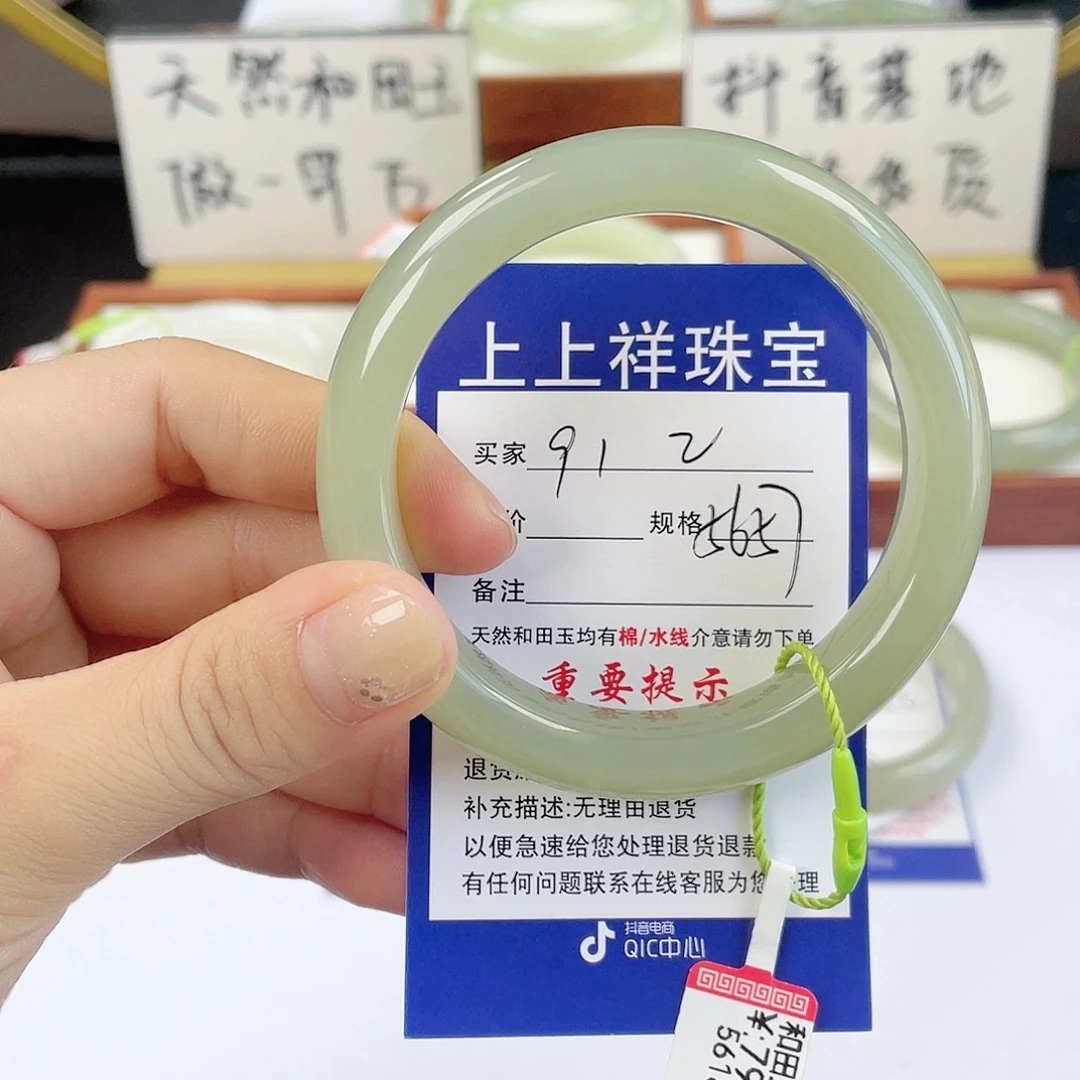 天然和田玉
做一罚万
抖音基地
上上祥珠宝
买家 91 2
价 规格
备注
天然和田玉均有棉/水线介意请勿下单
重要提示
退货
补充描述:无理由退货
以便急速给您处理退货退款
有任何问题联系在线客服为您 理
抖音电商
QIC中心
和田
¥:79
561